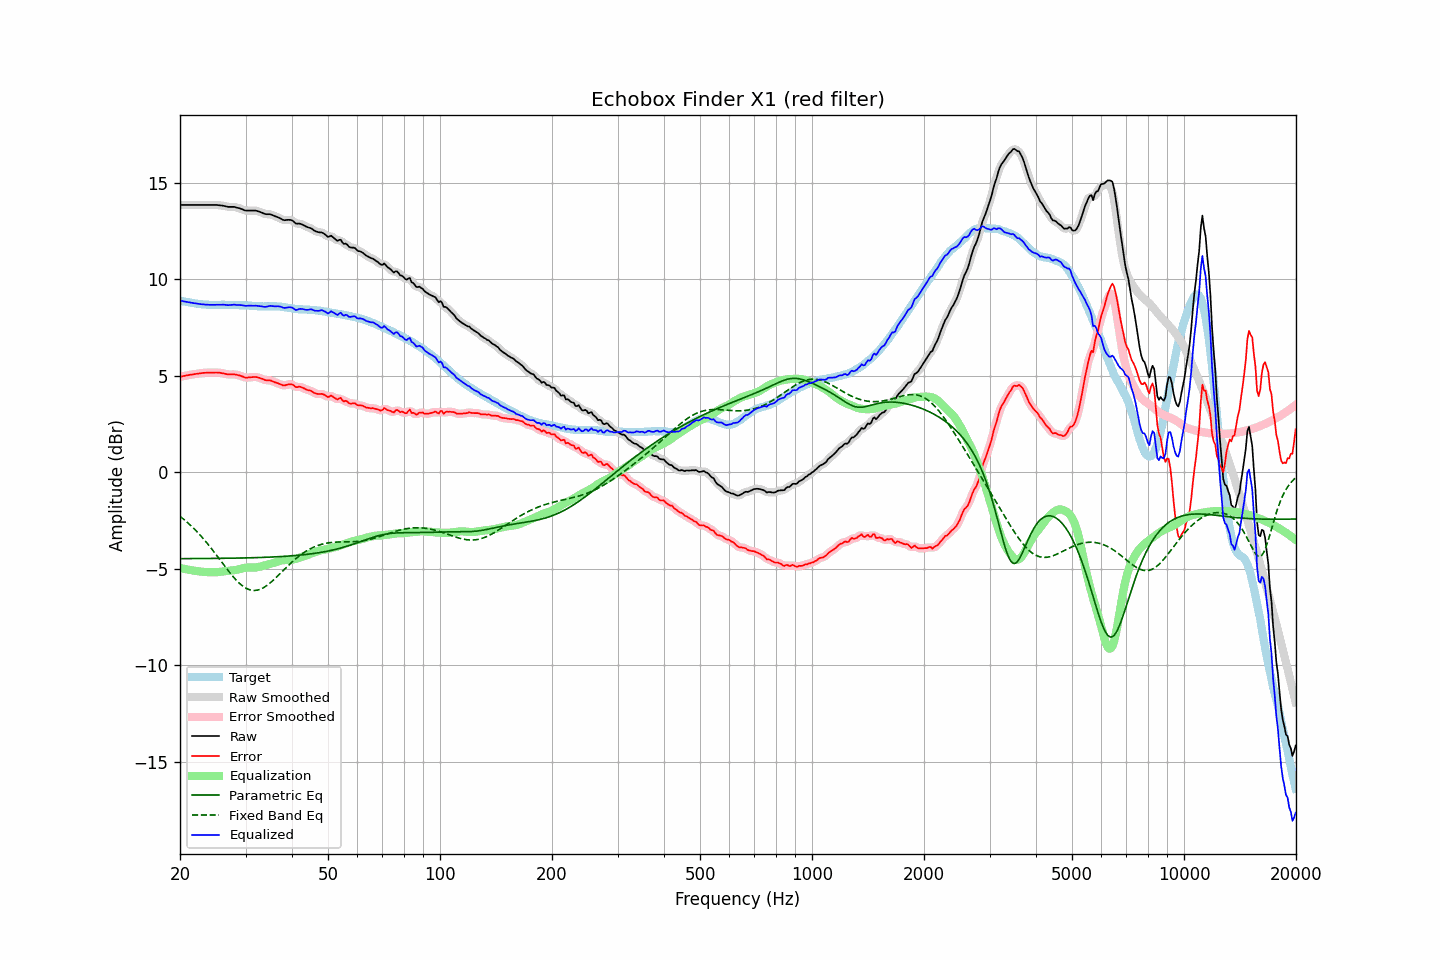 Echobox Finder X1 (red filter)
Amplitude (dBr)
15
10
5
0
−5
−10
−15
Target
Raw Smoothed
Error Smoothed
Raw
Error
Equalization
Parametric Eq
Fixed Band Eq
Equalized
20 50 100 200 500 1000 2000 5000 10000 20000
Frequency (Hz)